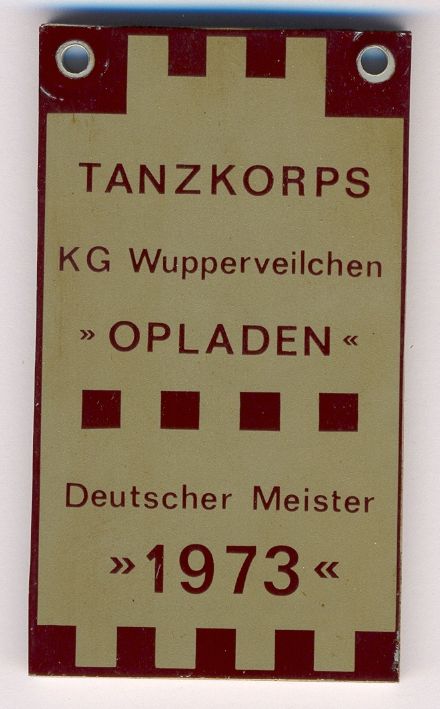 TANZKORPS
KG Wupperveilchen
» OPLADEN «
Deutscher Meister
»1973«